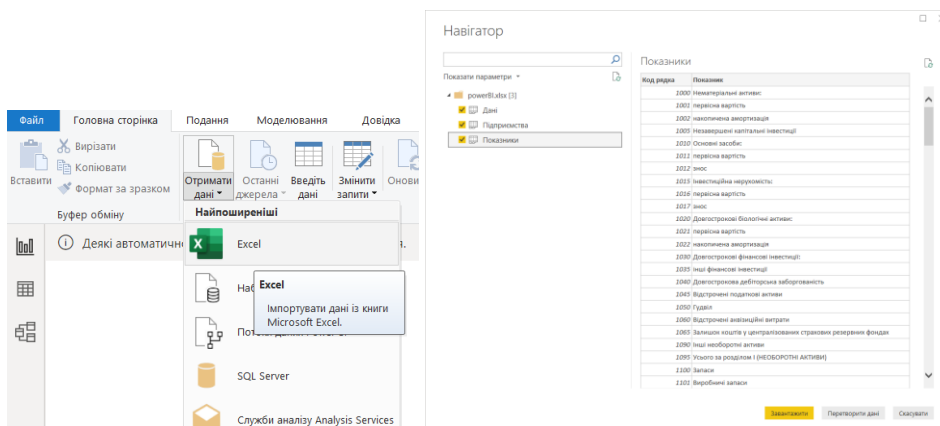 Файл Головна сторінка Подання Моделювання Довідка
Вставити
Вирізати
Копіювати
Формат за зразком
Буфер обміну
Отримати дані
Останні джерела
Ввести дані
Змінити запити
Онови
Деякі автоматичн
я.
Найпоширеніші
Excel
Наб
Excel
Імпортувати дані із книги
Microsoft Excel.
SQL Server
Служби аналізу Analysis Services
Навігатор
Показати параметри
powerBI.xlsx [3]
Дані
Підприємства
Показники
Показники
Код рядка Показник
1000 Нематеріальні активи:
1001 первісна вартість
1002 накопичена амортизація
1005 Незавершені капітальні інвестиції
1010 Основні засоби:
1011 первісна вартість
1012 знос
1015 Інвестиційна нерухомість:
1016 первісна вартість
1017 знос
1020 Довгострокові біологічні активи:
1021 первісна вартість
1022 накопичена амортизація
1030 Довгострокові фінансові інвестиції:
1035 інші фінансові інвестиції
1040 Довгострокова дебіторська заборгованість
1045 Відстрочені податкові активи
1050 Гудвіл
1060 Відстрочені аквізиційні витрати
1065 Залишок коштів у централізованих страхових резервних фондах
1090 Інші необоротні активи
1095 Усього за розділом I (НЕОБОРОТНІ АКТИВИ)
1100 Запаси
1101 Виробничі запаси
Завантажити Перетворити дані Скасувати